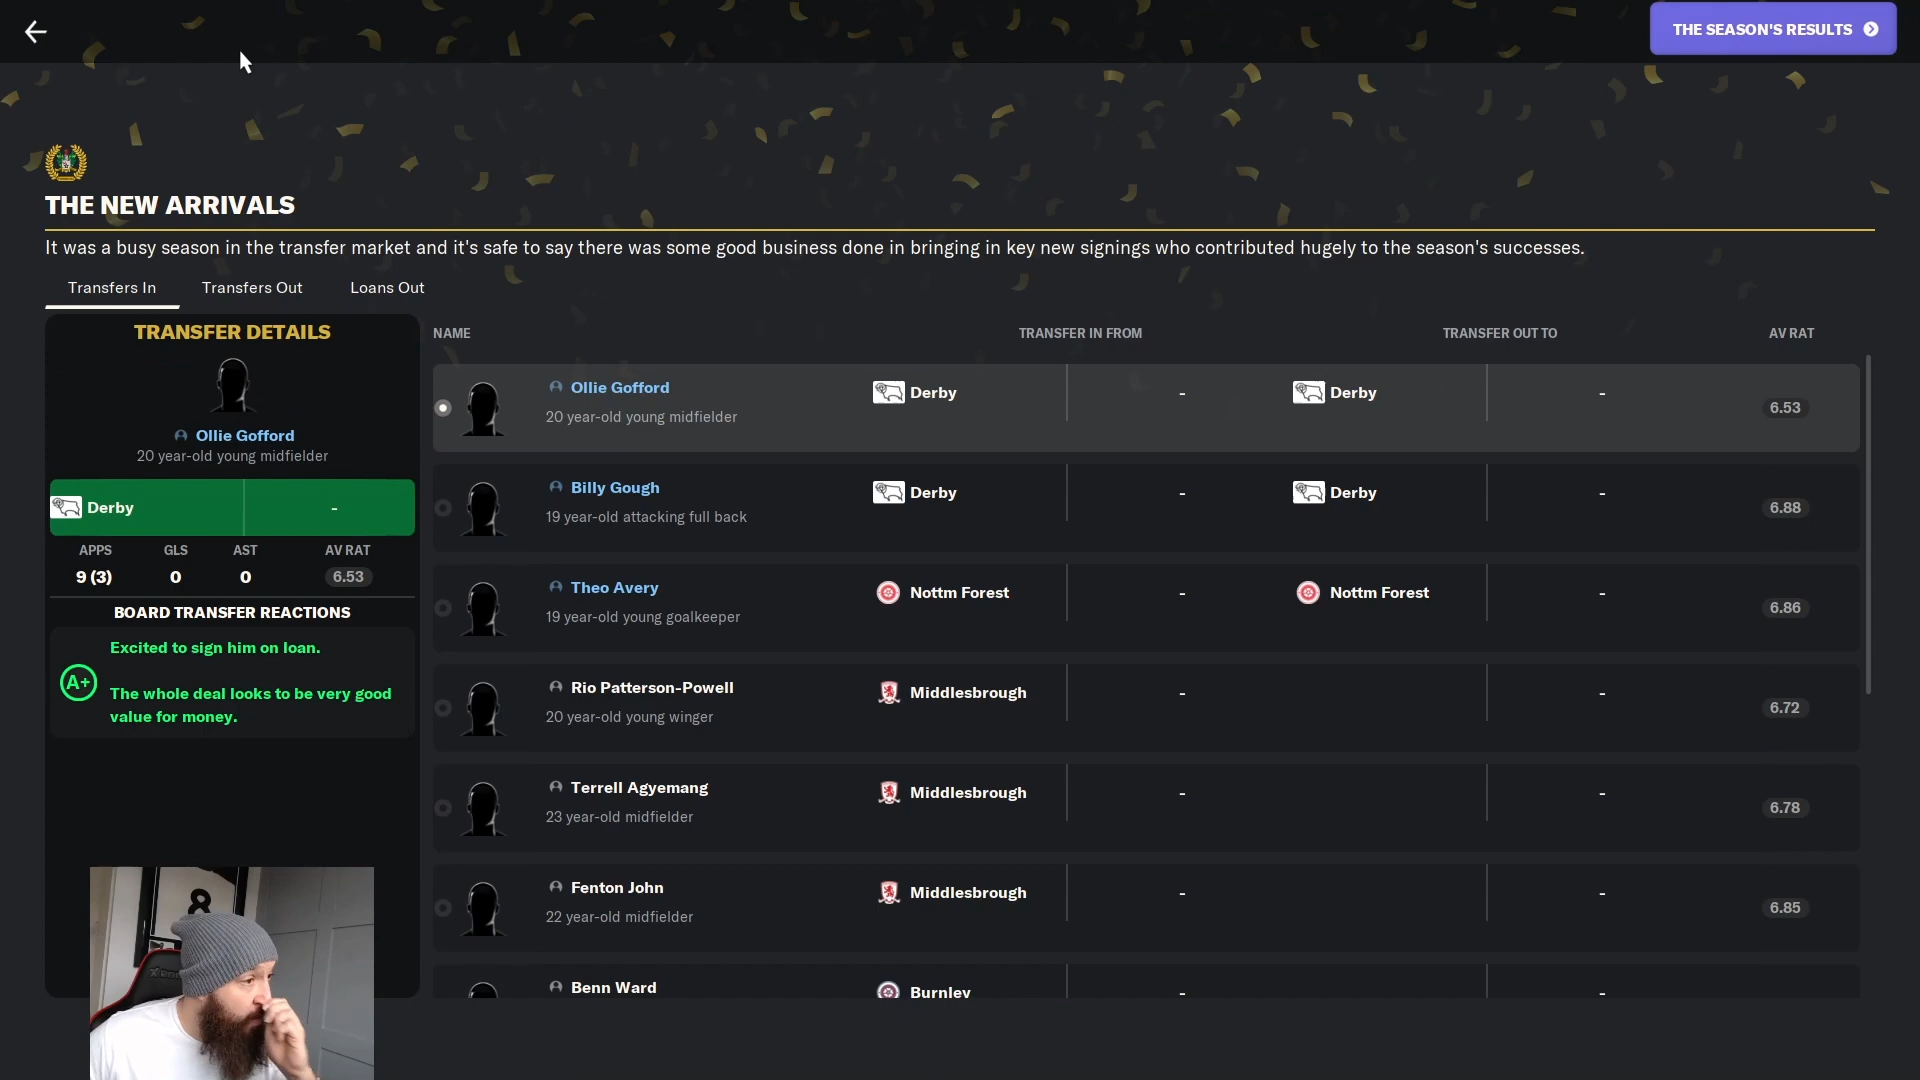 THE SEASON'S RESULTS
THE NEW ARRIVALS
It was a busy season in the transfer market and it's safe to say there was some good business done in bringing in key new signings who contributed hugely to the season's successes.
Transfers In Transfers Out Loans Out
TRANSFER DETAILS
Ollie Gofford
20 year-old young midfielder
Derby -
APPS GLS AST AV RAT
9 (3) 0 0 6.53
BOARD TRANSFER REACTIONS
A+
Excited to sign him on loan.
The whole deal looks to be very good
value for money.
NAME TRANSFER IN FROM TRANSFER OUT TO AV RAT
Ollie Gofford Derby - Derby - 6.53
20 year-old young midfielder
Billy Gough Derby - Derby - 6.88
19 year-old attacking full back
Theo Avery Nottm Forest - Nottm Forest - 6.86
19 year-old young goalkeeper
Rio Patterson-Powell Middlesbrough - - 6.72
20 year-old young winger
Terrell Agyemang Middlesbrough - - 6.78
23 year-old midfielder
Fenton John Middlesbrough - - 6.85
22 year-old midfielder
Benn Ward Burnley - -
&